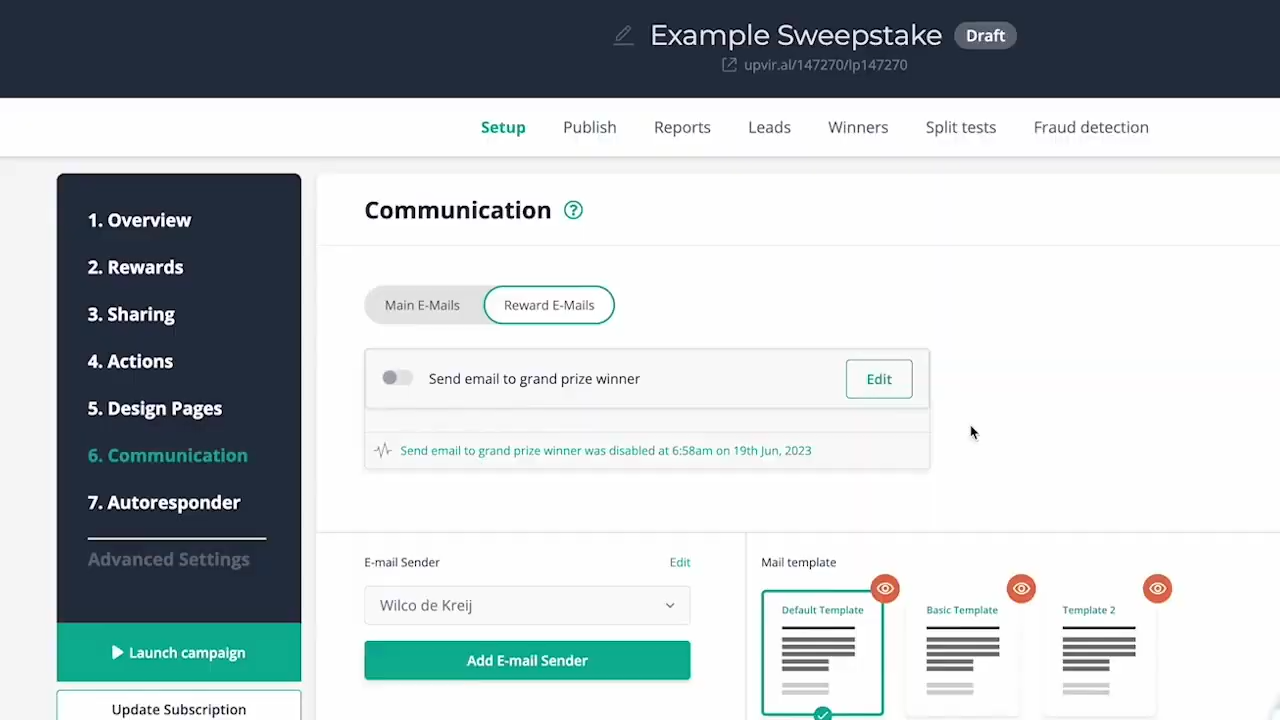 Example Sweepstake Draft
upvir.al/147270/lp147270
Setup Publish Reports Leads Winners Split tests Fraud detection
1. Overview
2. Rewards
3. Sharing
4. Actions
5. Design Pages
6. Communication
7. Autoresponder
Advanced Settings
Launch campaign
Update Subscription
Communication ?
Main E-Mails Reward E-Mails
Send email to grand prize winner Edit
Send email to grand prize winner was disabled at 6:58am on 19th Jun, 2023
E-mail Sender Edit
Wilco de Kreij
Add E-mail Sender
Mail template
Default Template Basic Template Template 2